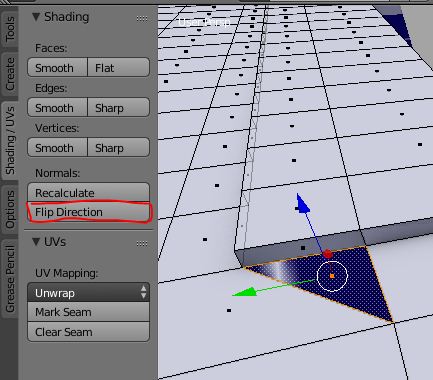 Tools
Create
Shading / UVs
Options
Grease Pencil
Shading
Faces:
Smooth Flat
Edges:
Smooth Sharp
Vertices:
Smooth Sharp
Normals:
Recalculate
Flip Direction
UVs
UV Mapping:
Unwrap
Mark Seam
Clear Seam